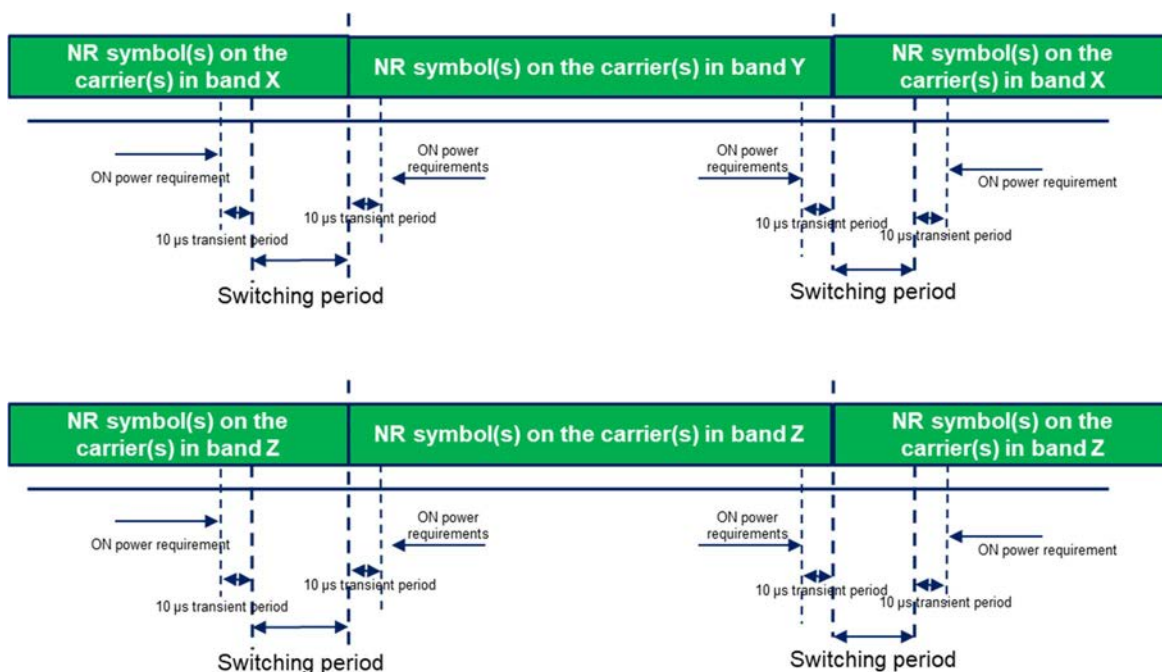 NR symbol(s) on the
carrier(s) in band X
NR symbol(s) on the carrier(s) in band Y
NR symbol(s) on the
carrier(s) in band X
ON power requirement
ON power
requirements
ON power
requirements
ON power requirement
10 µs transient period
10 µs transient period
10 µs transient period
10 µs transient period
Switching period
Switching period
NR symbol(s) on the
carrier(s) in band Z
NR symbol(s) on the carrier(s) in band Z
NR symbol(s) on the
carrier(s) in band Z
ON power requirement
ON power
requirements
ON power
requirements
ON power requirement
10 µs transient period
10 µs transient period
10 µs transient period
10 µs transient period
Switching period
Switching period